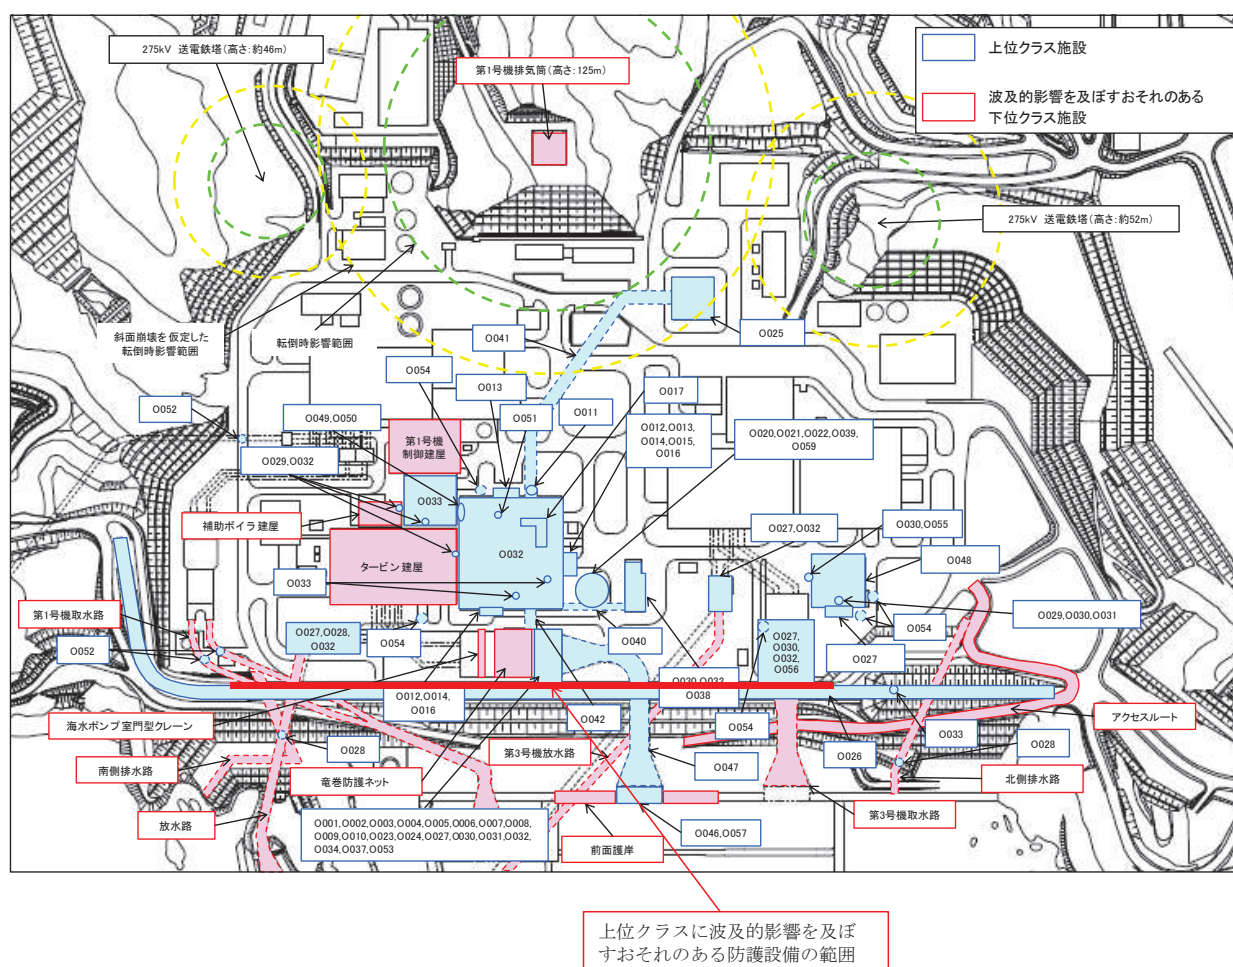 275kV 送電鉄塔(高さ:約46m)
第1号機排気筒(高さ:125m)
上位クラス施設
波及的影響を及ぼすおそれのある
下位クラス施設
275kV 送電鉄塔(高さ:約52m)
斜面崩壊を仮定した
転倒時影響範囲
転倒時影響範囲
O041
O025
O054
O013
O051
O011
O017
O052
O049,O050
O012,O013,
O014,O015,
O016
O020,O021,O022,O039,
O059
第1号機
制御建屋
O029,O032
O033
補助ボイラ建屋
O027,O032
O030,O055
タービン建屋
O032
O048
O033
第1号機取水路
O027,O028,
O032
O054
O040
O027,
O030,
O032,
O056
O054
O029,O030,O031
O027
O052
O012,O014,
O016
O042
O038
海水ポンプ室門型クレーン
O054
O026
O033
アクセスルート
O028
第3号機放水路
O047
O028
南側排水路
竜巻防護ネット
北側排水路
放水路
第3号機取水路
O001,O002,O003,O004,O005,O006,O007,O008,
O009,O010,O023,O024,O027,O030,O031,O032,
O034,O037,O053
前面護岸
O046,O057
上位クラスに波及的影響を及ぼ
すおそれのある防護設備の範囲